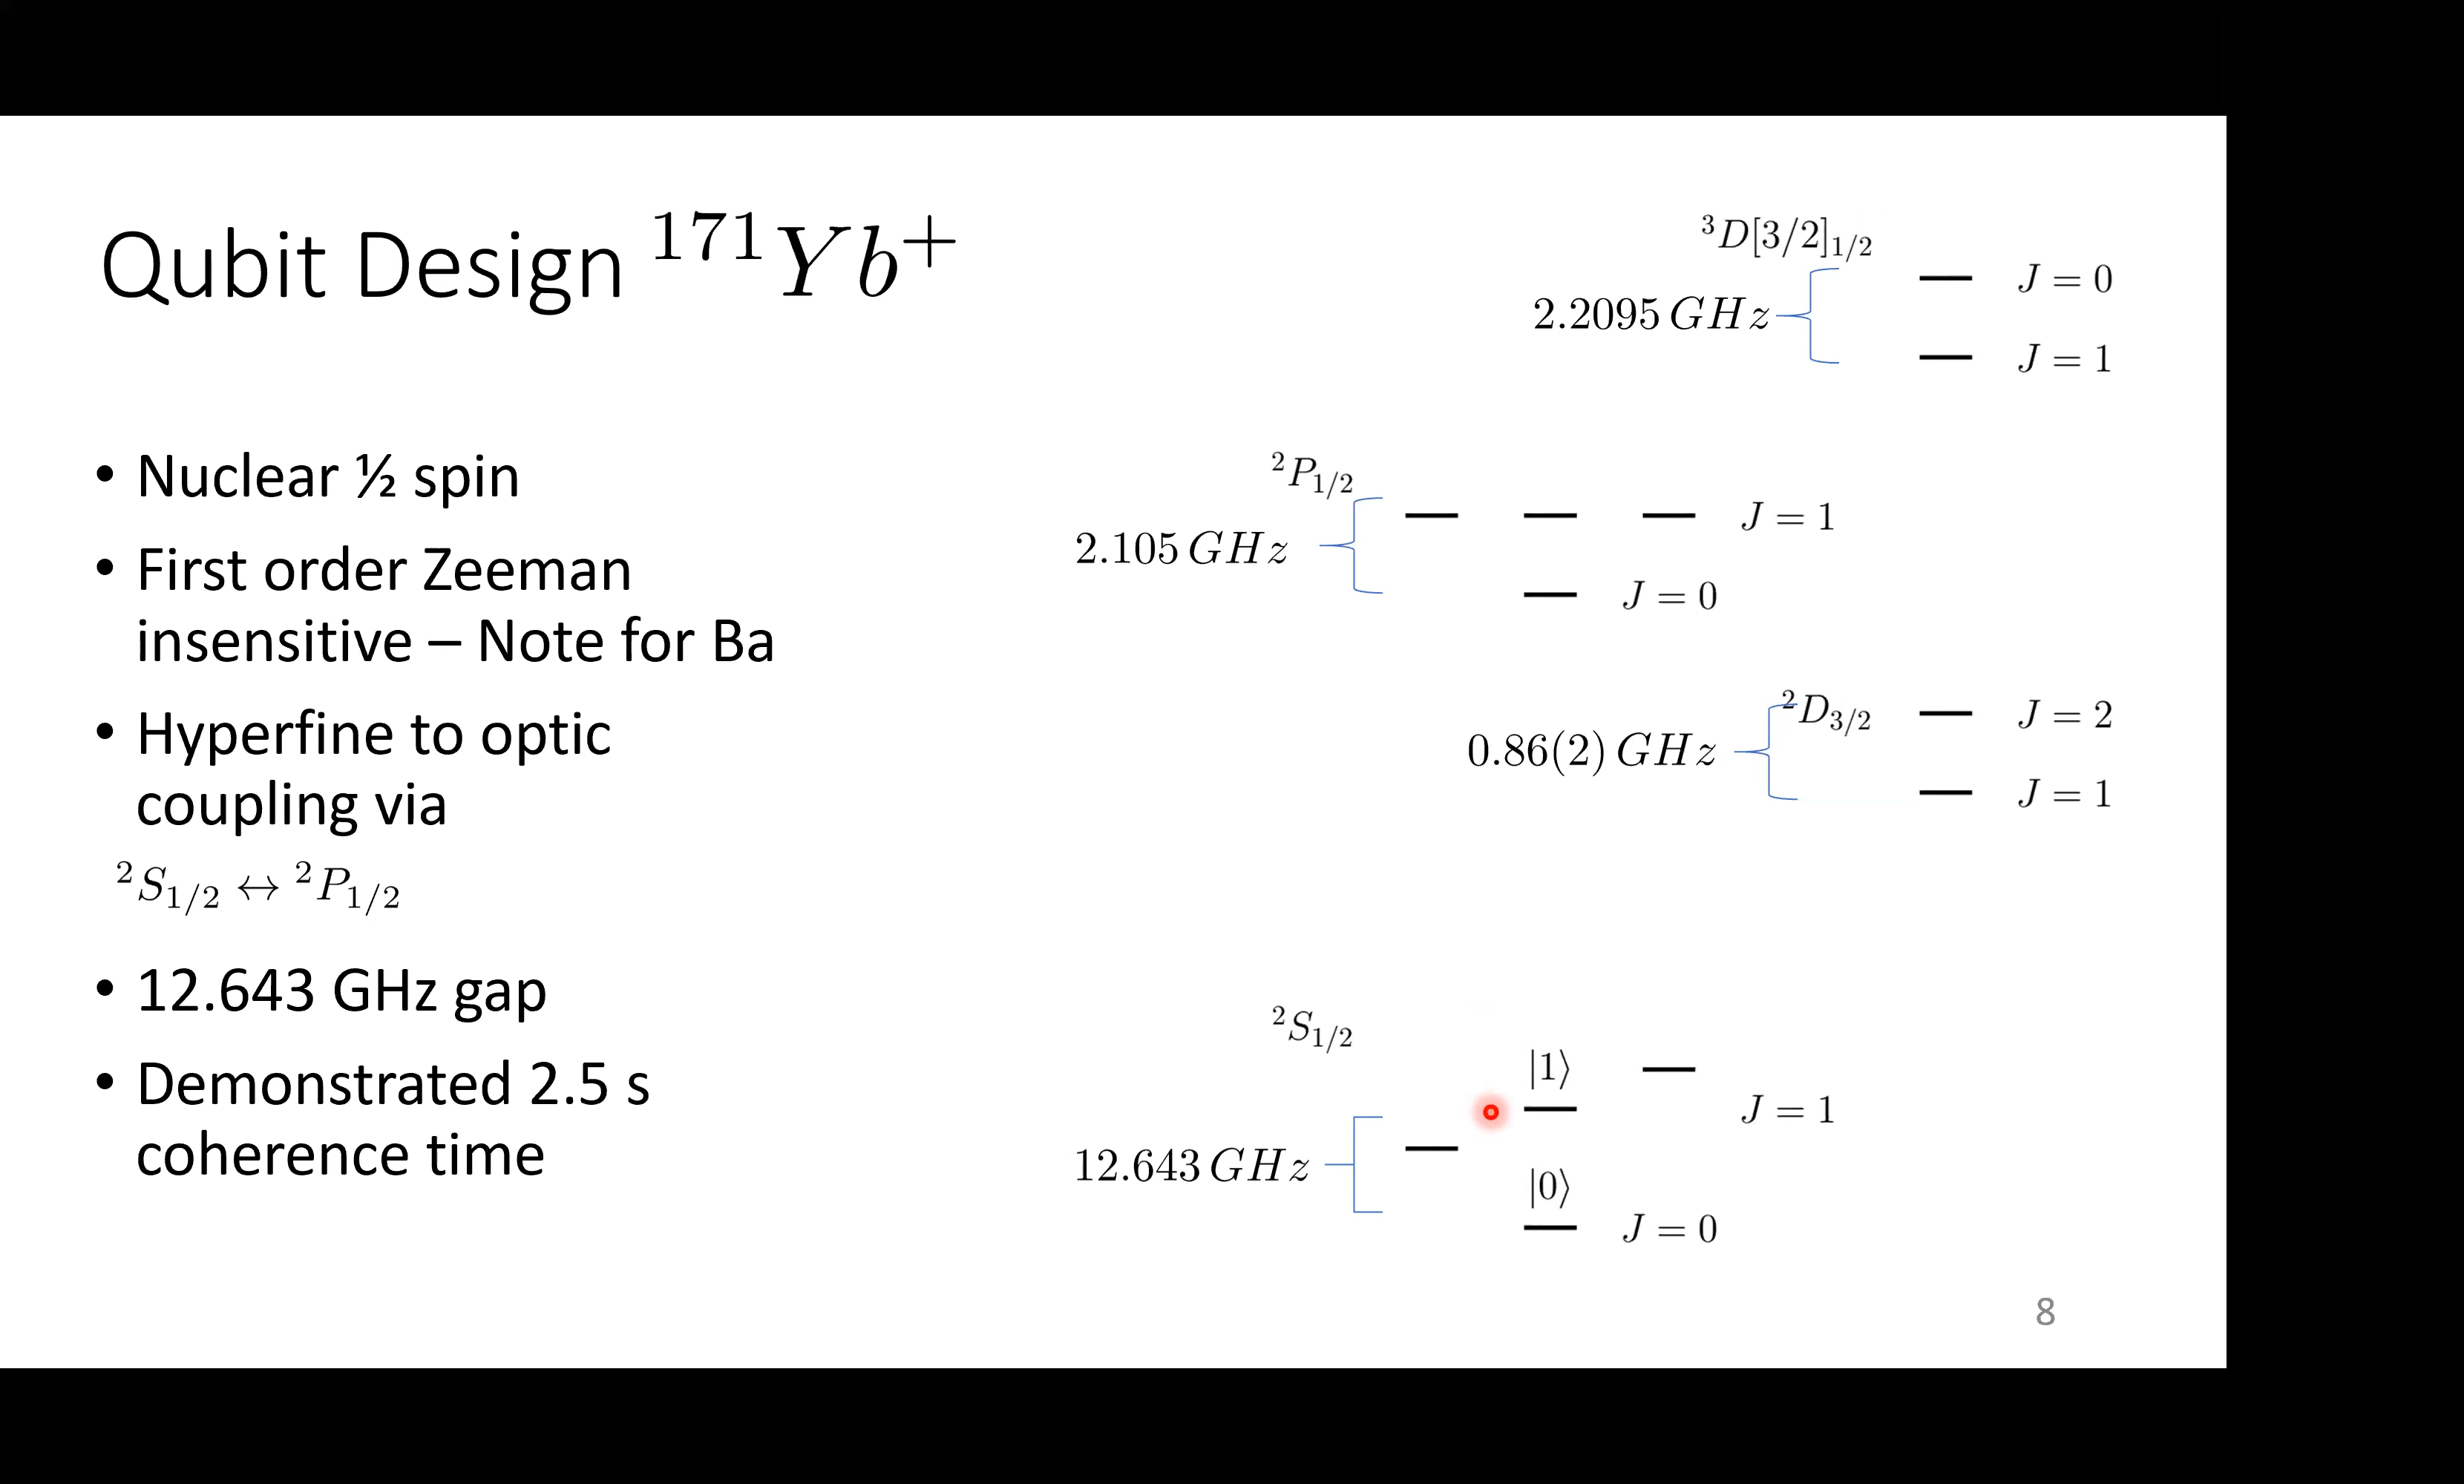 Qubit Design ¹⁷¹Yb⁺
• Nuclear ½ spin
• First order Zeeman
insensitive – Note for Ba
• Hyperfine to optic
coupling via
²S₁/₂ ↔ ²P₁/₂
• 12.643 GHz gap
• Demonstrated 2.5 s
coherence time
³D[3/2]₁/₂
J = 0
2.2095 GHz
J = 1
²P₁/₂
J = 1
2.105 GHz
J = 0
²D₃/₂
J = 2
0.86(2) GHz
J = 1
²S₁/₂
|1⟩
J = 1
12.643 GHz
|0⟩
J = 0
8